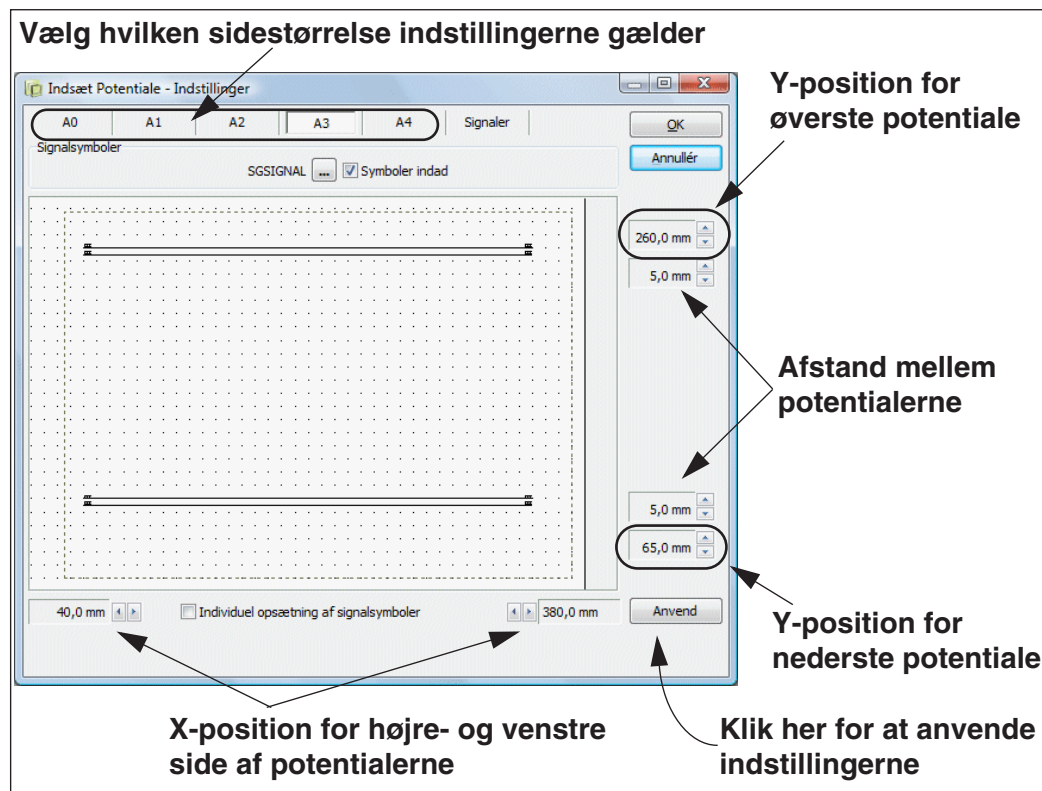 Vælg hvilken sidestørrelse indstillingerne gælder
Indsæt Potentiale - Indstillinger
A0 A1 A2 A3 A4 Signaler
OK
Annullér
Signalsymboler
SGSIGNAL ... Symboler indad
Y-position for
øverste potentiale
260,0 mm
5,0 mm
Afstand mellem
potentialerne
5,0 mm
65,0 mm
40,0 mm Individuel opsætning af signalsymboler 380,0 mm Anvend
Y-position for
nederste potentiale
X-position for højre- og venstre
side af potentialerne
Klik her for at anvende
indstillingerne